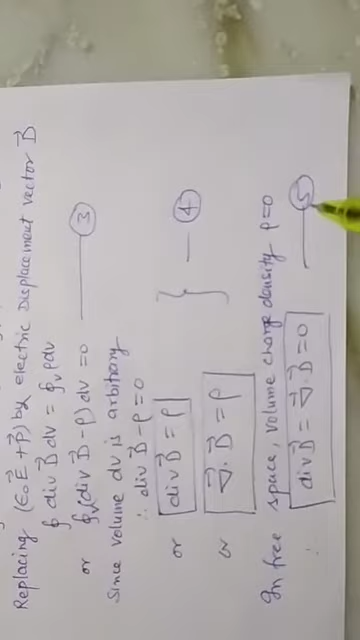 Replacing (ε₀E⃗ + P⃗) by electric displacement vector D⃗
∮ div D⃗ dv = ∮ᵥ ρdv
or ∮ᵥ(div D⃗ - ρ) dv = 0 — ③
Since volume dv is arbitrary
∴ div D⃗ - ρ = 0
or div D⃗ = ρ
or ∇⃗. D⃗ = ρ } — ④
In free space, volume charge density ρ=0
∴ div D⃗ = ∇⃗. D⃗ = 0 — ⑤